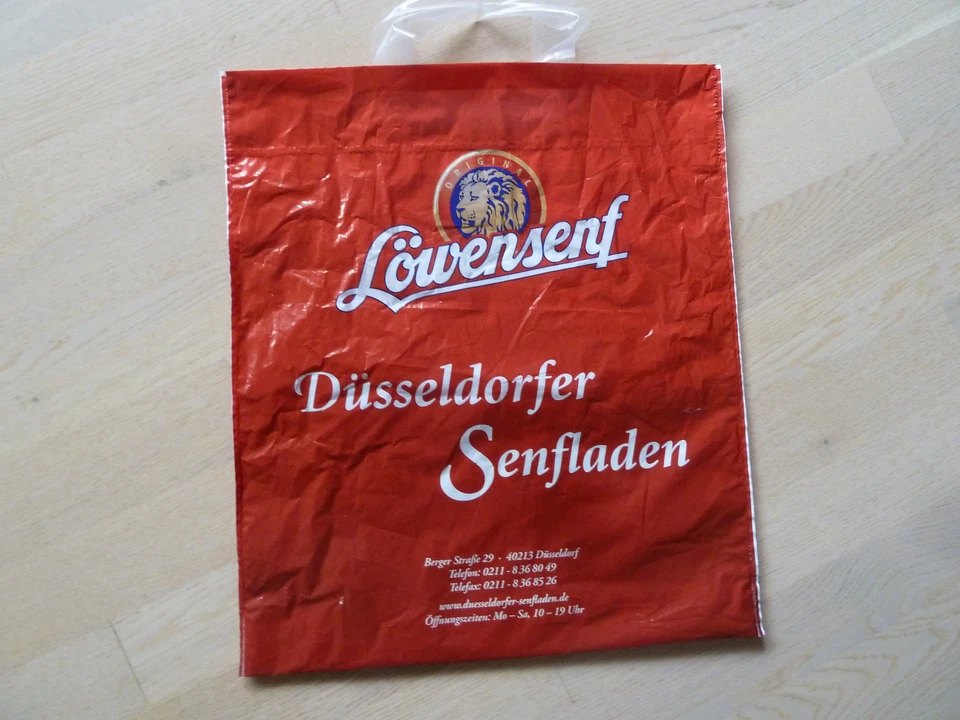 ORIGINAL
Löwensenf
Düsseldorfer
Senfladen
Berger Straße 29 · 40213 Düsseldorf
Telefon: 0211 - 8 36 80 49
Telefax: 0211 - 8 36 85 26
www.duesseldorfer-senfladen.de
Öffnungszeiten: Mo – Sa, 10 – 19 Uhr